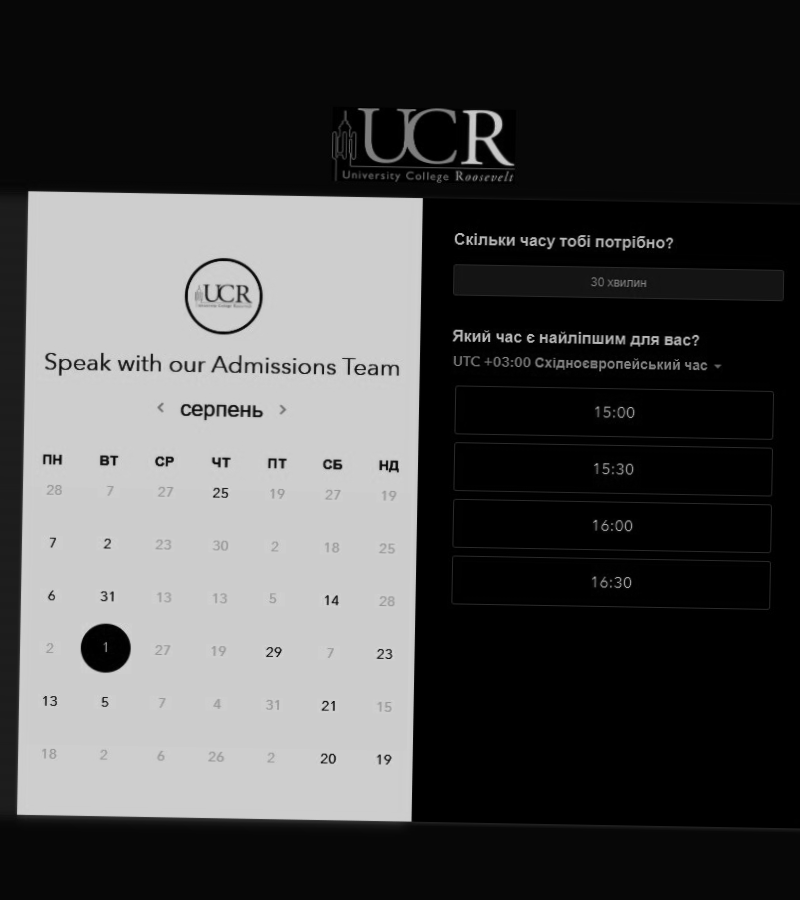 UCR
University College Roosevelt
UCR
Speak with our Admissions Team
серпень
ПН ВТ СР ЧТ ПТ СБ НД
28 7 27 25 19 27 19
7 2 23 30 2 18 25
6 31 13 13 5 14 28
2 1 27 19 29 7 23
13 5 7 4 31 21 15
18 2 6 26 2 20 19
Скільки часу тобі потрібно?
30 хвилин
Який час є найліпшим для вас?
UTC +03:00 Східноєвропейський час
15:00
15:30
16:00
16:30